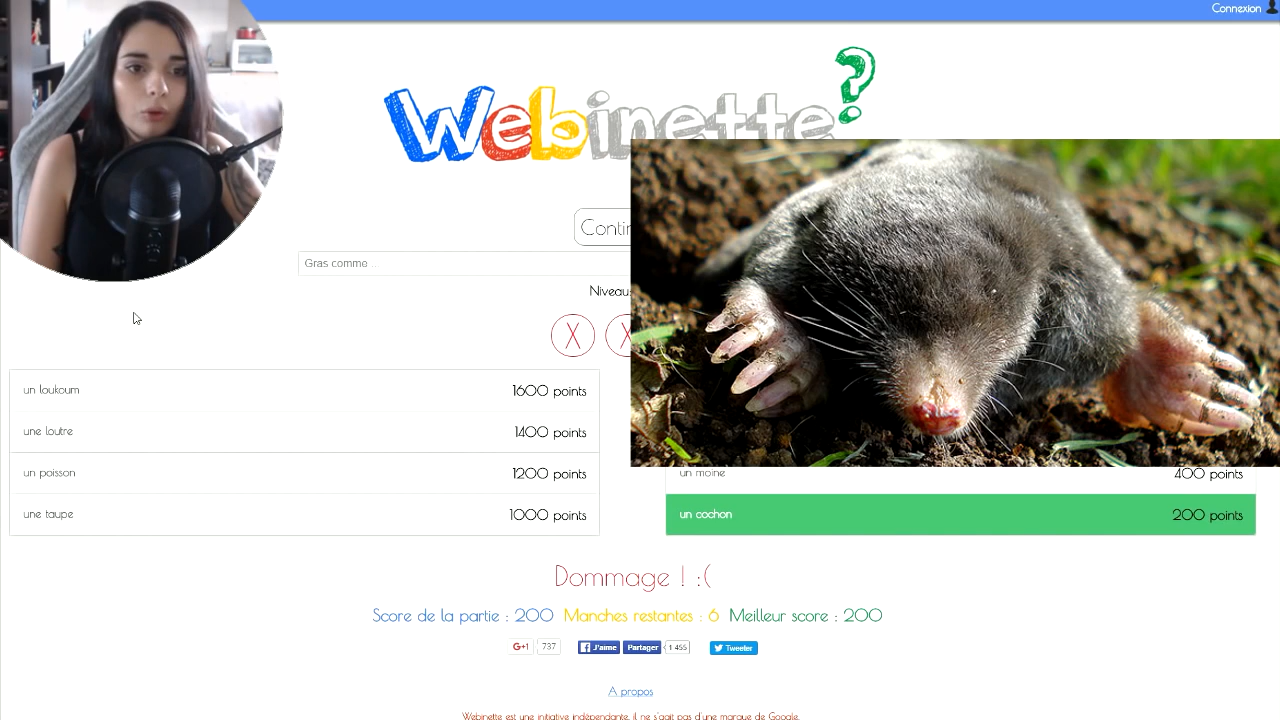 Connexion
Webinette?
Gras comme ..
Niveau
X X
un loukoum 1600 points
une loutre 1400 points
un poisson 1200 points
un moine 400 points
une taupe 1000 points
un cochon 200 points
Dommage ! :(
Score de la partie : 200 Manches restantes : 6 Meilleur score : 200
G+1 737 J'aime Partager 1 455 Tweeter
A propos
Webinette est une initiative indépendante, il ne s'agit pas d'une marque de Google.